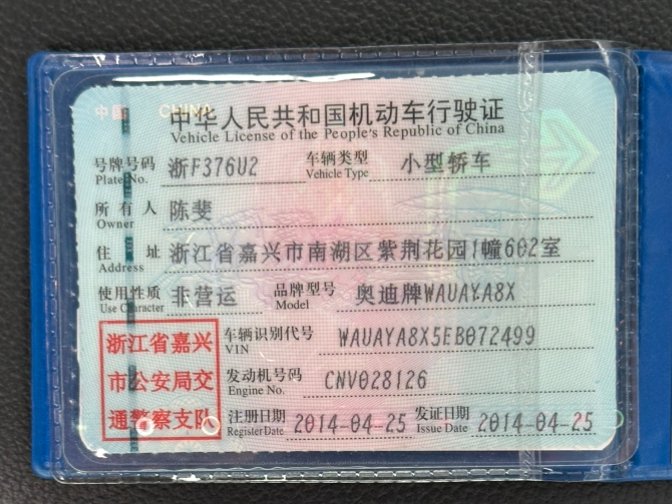 中国 CHINA
中华人民共和国机动车行驶证
Vehicle License of the People's Republic of China
号牌号码 浙F376U2 车辆类型 小型轿车
Plate No. Vehicle Type
所有人 陈斐
Owner
住址 浙江省嘉兴市南湖区紫荆花园1幢602室
Address
使用性质 非营运 品牌型号 奥迪牌WAUAYA8X
Use Character Model
浙江省嘉兴
市公安局交
通警察支队
车辆识别代号 WAUAYA8X5EB072499
VIN
发动机号码 CNV028126
Engine No.
注册日期 2014-04-25 发证日期 2014-04-25
Register Date Issue Date